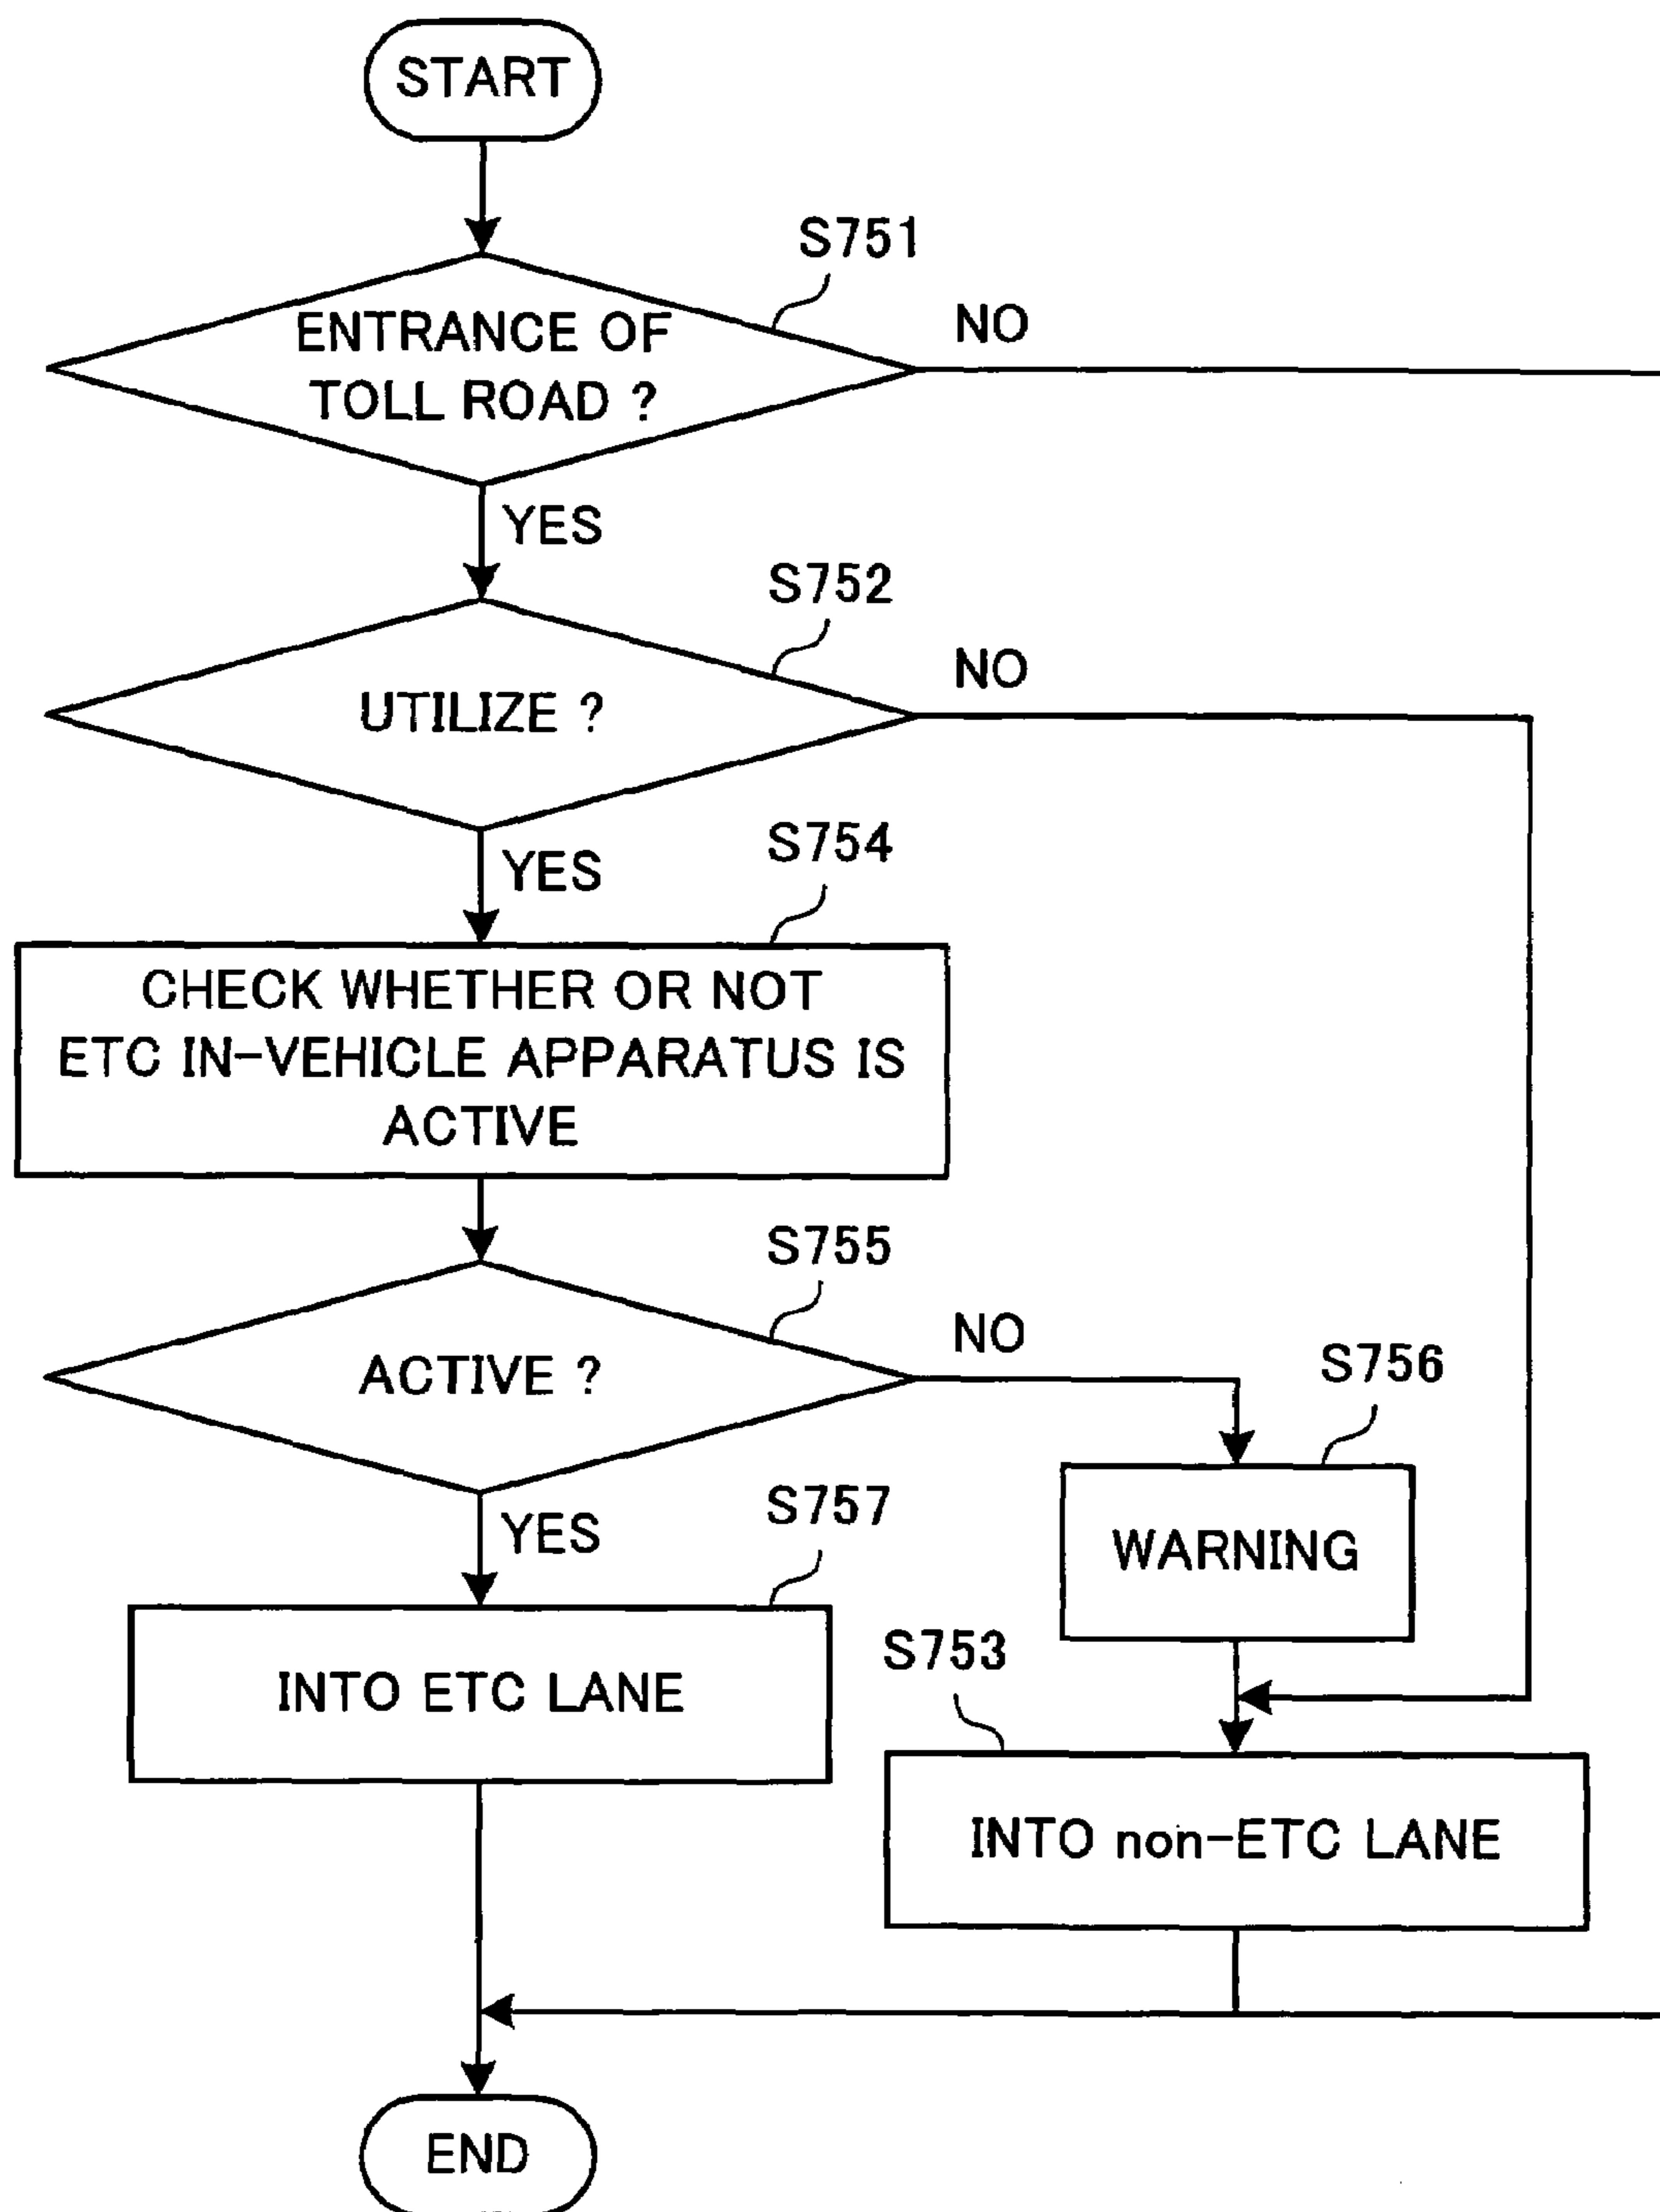 START
S751
ENTRANCE OF
TOLL ROAD ?
NO
YES
S752
UTILIZE ?
NO
YES
S754
CHECK WHETHER OR NOT
ETC IN-VEHICLE APPARATUS IS
ACTIVE
S755
ACTIVE ?
NO
S756
YES
S757
WARNING
S753
INTO ETC LANE
INTO non-ETC LANE
END